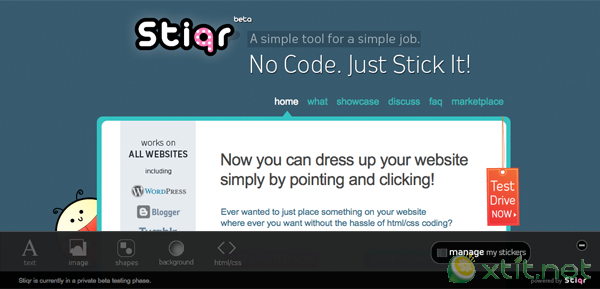 Stiqr beta
A simple tool for a simple job.
No Code. Just Stick It!
home what showcase discuss faq marketplace
works on
ALL WEBSITES
including
WORDPRESS
Blogger
Now you can dress up your website
simply by pointing and clicking!
Ever wanted to just place something on your website
where ever you want without the hassle of html/css coding?
Test
Drive
NOW
text image shapes background html/css
manage my stickers
xtit.net
Stiqr is currently in a private beta testing phase.
powered by Stiqr